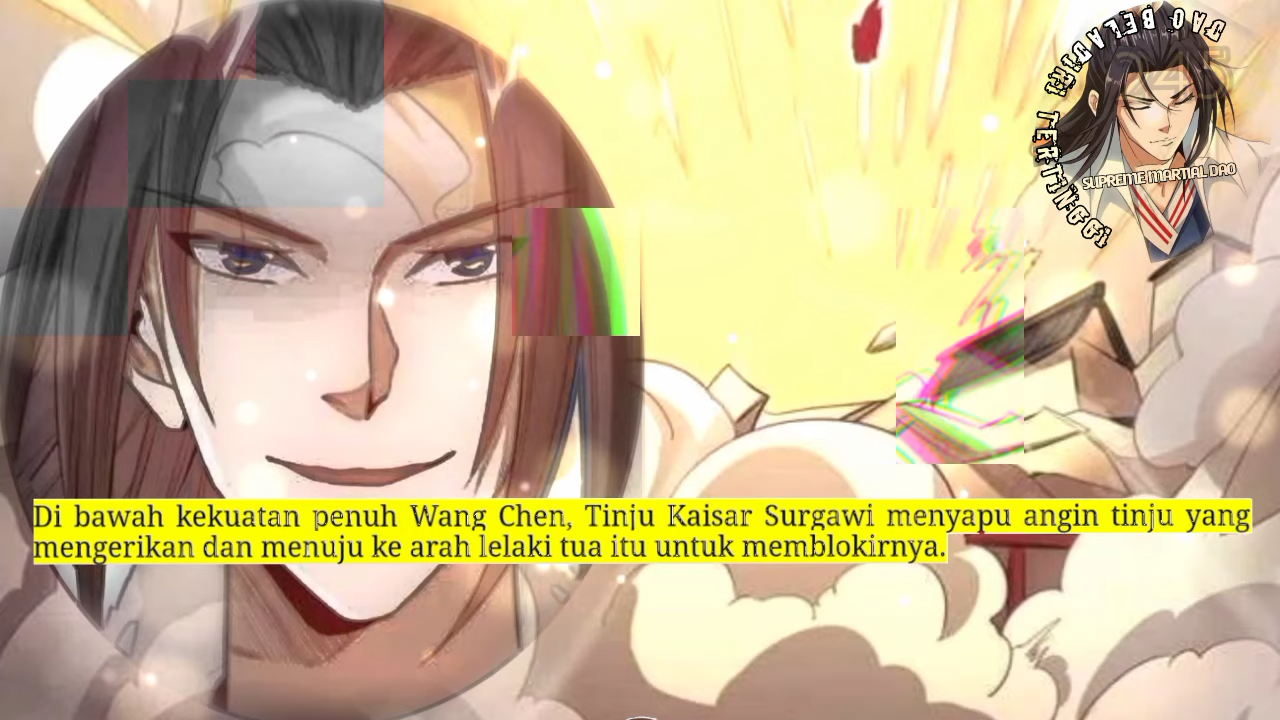 DAO BELADIRI TERTINGGI
245
SUPREME MARTIAL DAO
Di bawah kekuatan penuh Wang Chen, Tinju Kaisar Surgawi menyapu angin tinju yang
mengerikan dan menuju ke arah lelaki tua itu untuk memblokirnya.